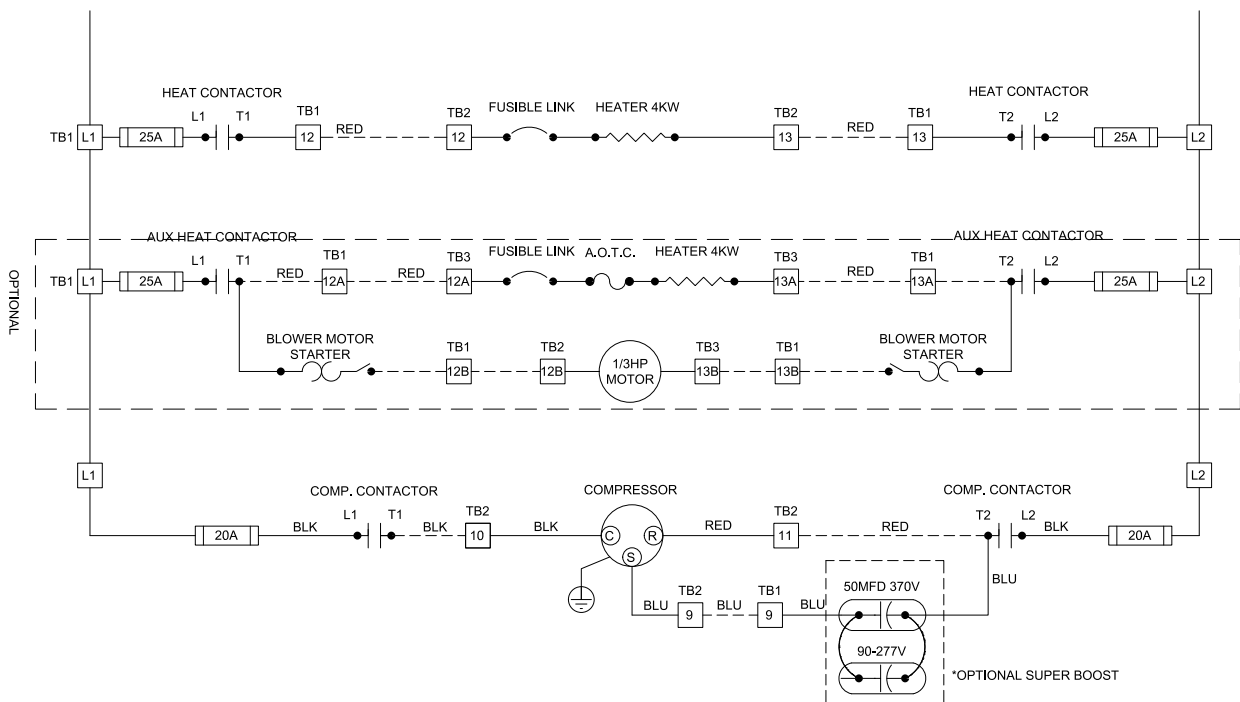 HEAT CONTACTOR
HEAT CONTACTOR
L1 T1 TB1 TB2 FUSIBLE LINK HEATER 4KW TB2 TB1 T2 L2
TB1 L1 25A 12 RED 12 13 RED 13 25A L2
OPTIONAL
AUX HEAT CONTACTOR
AUX HEAT CONTACTOR
L1 T1 TB1 TB3 FUSIBLE LINK A.O.T.C. HEATER 4KW TB3 TB1 T2 L2
TB1 L1 25A RED 12A RED 12A 13A RED 13A 25A L2
BLOWER MOTOR
STARTER
TB1 TB2 TB3 TB1
12B 12B 13B 13B
1/3HP
MOTOR
BLOWER MOTOR
STARTER
L1 L2
COMP. CONTACTOR
COMPRESSOR
COMP. CONTACTOR
L1 T1 TB2 TB2 T2 L2
20A BLK BLK 10 BLK C R RED 11 RED BLK 20A
S
BLU
TB2 TB1
BLU 9 BLU 9 BLU
50MFD 370V
90-277V
*OPTIONAL SUPER BOOST